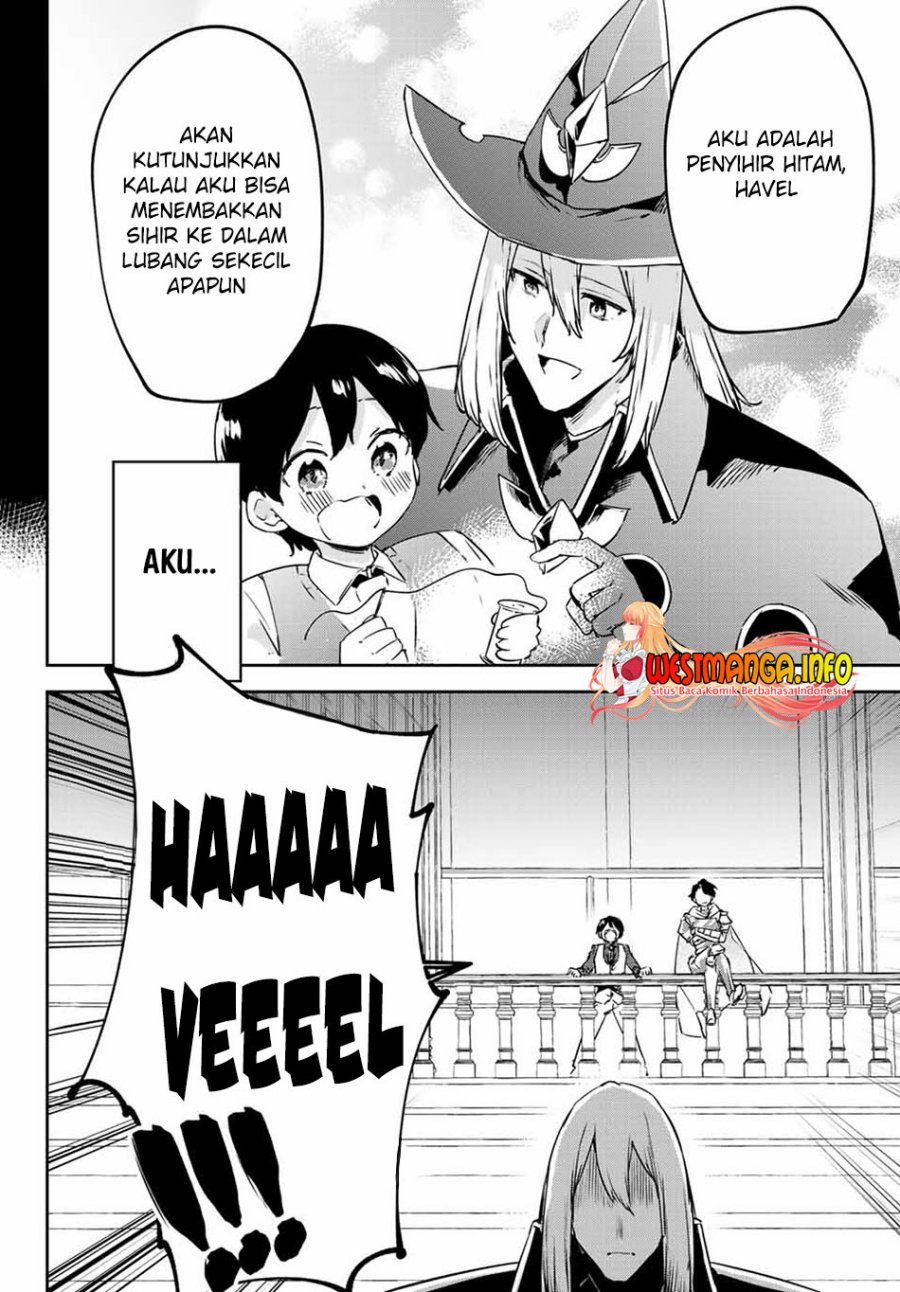 AKU ADALAH
PENYIHIR HITAM,
HAVEL
AKAN
KUTUNJUKKAN
KALAU AKU BISA
MENEMBAKKAN
SIHIR KE DALAM
LUBANG SEKECIL
APAPUN
AKU...
WESTMANGA.INFO
Situs Baca Komik Berbahasa Indonesia
HAAAAA
VEEEEL
!!!